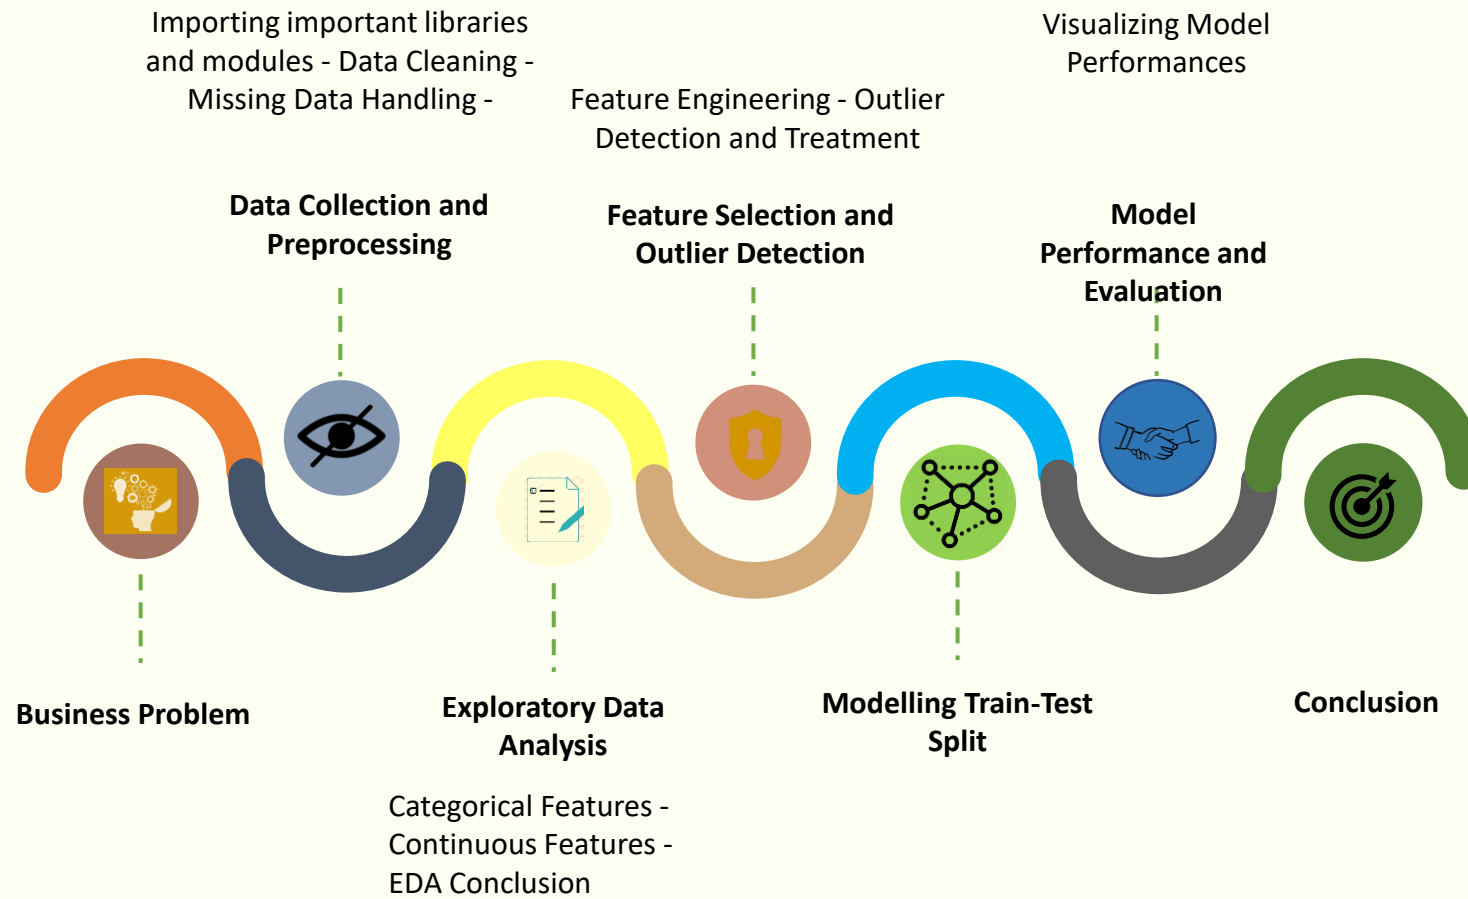 Importing important libraries
and modules - Data Cleaning -
Missing Data Handling -
Data Collection and
Preprocessing
Feature Engineering - Outlier
Detection and Treatment
Feature Selection and
Outlier Detection
Visualizing Model
Performances
Model
Performance and
Evaluation
Business Problem
Exploratory Data
Analysis
Categorical Features -
Continuous Features -
EDA Conclusion
Modelling Train-Test
Split
Conclusion